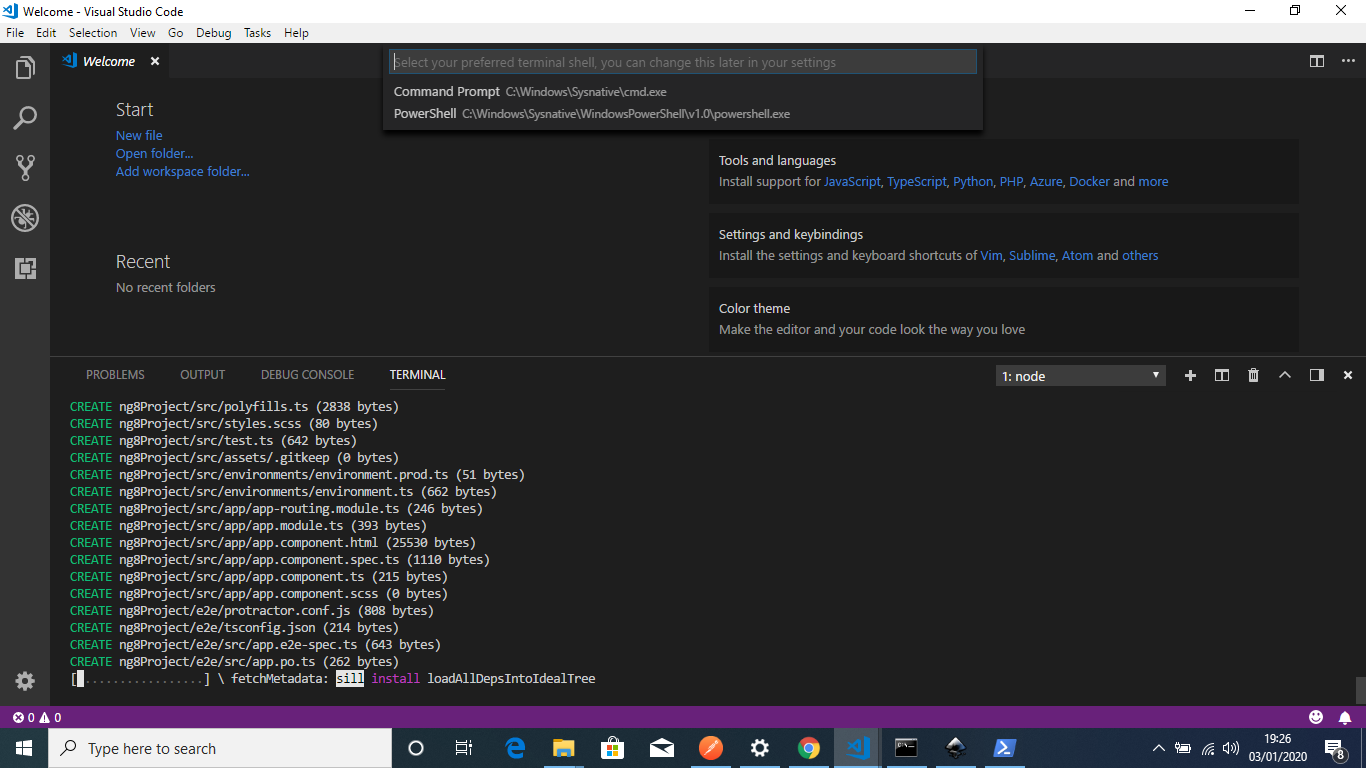 Welcome - Visual Studio Code
File Edit Selection View Go Debug Tasks Help
Welcome
Select your preferred terminal shell, you can change this later in your settings
Command Prompt C:\Windows\Sysnative\cmd.exe
PowerShell C:\Windows\Sysnative\WindowsPowerShell\v1.0\powershell.exe
Start
New file
Open folder...
Add workspace folder...
Recent
No recent folders
Tools and languages
Install support for JavaScript, TypeScript, Python, PHP, Azure, Docker and more
Settings and keybindings
Install the settings and keyboard shortcuts of Vim, Sublime, Atom and others
Color theme
Make the editor and your code look the way you love
PROBLEMS OUTPUT DEBUG CONSOLE TERMINAL 1: node
CREATE ng8Project/src/polyfills.ts (2838 bytes)
CREATE ng8Project/src/styles.scss (80 bytes)
CREATE ng8Project/src/test.ts (642 bytes)
CREATE ng8Project/src/assets/.gitkeep (0 bytes)
CREATE ng8Project/src/environments/environment.prod.ts (51 bytes)
CREATE ng8Project/src/environments/environment.ts (662 bytes)
CREATE ng8Project/src/app/app-routing.module.ts (246 bytes)
CREATE ng8Project/src/app/app.module.ts (393 bytes)
CREATE ng8Project/src/app/app.component.html (25530 bytes)
CREATE ng8Project/src/app/app.component.spec.ts (1110 bytes)
CREATE ng8Project/src/app/app.component.ts (215 bytes)
CREATE ng8Project/src/app/app.component.scss (0 bytes)
CREATE ng8Project/e2e/protractor.conf.js (808 bytes)
CREATE ng8Project/e2e/tsconfig.json (214 bytes)
CREATE ng8Project/e2e/src/app.e2e-spec.ts (643 bytes)
CREATE ng8Project/e2e/src/app.po.ts (262 bytes)
[ .................] \ fetchMetadata: sill install loadAllDepsIntoIdealTree
0 0
Type here to search
19:26
03/01/2020
8